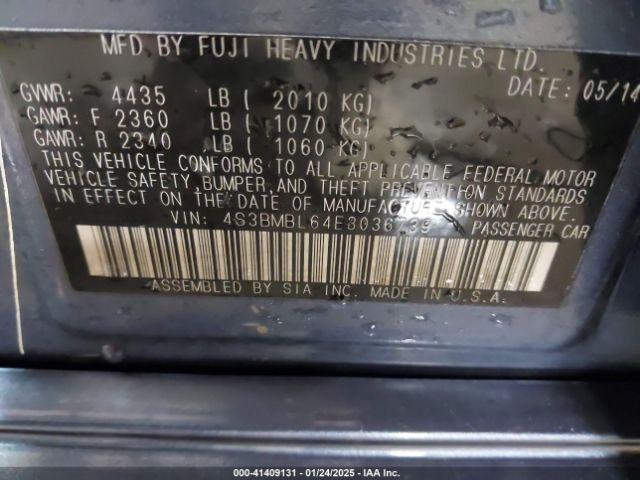 MFD. BY FUJI HEAVY INDUSTRIES LTD.
DATE: 05/14
GVWR: 4435 LB ( 2010 KG)
GAWR: F 2360 LB ( 1070 KG)
GAWR: R 2340 LB ( 1060 KG)
THIS VEHICLE CONFORMS TO ALL APPLICABLE FEDERAL MOTOR
VEHICLE SAFETY, BUMPER, AND THEFT PREVENTION STANDARDS
IN EFFECT ON THE DATE OF MANUFACTURE SHOWN ABOVE.
VIN: PASSENGER CAR
ASSEMBLED BY SIA INC. MADE IN U.S.A.
000-41409131 - 01/24/2025 - IAA Inc.